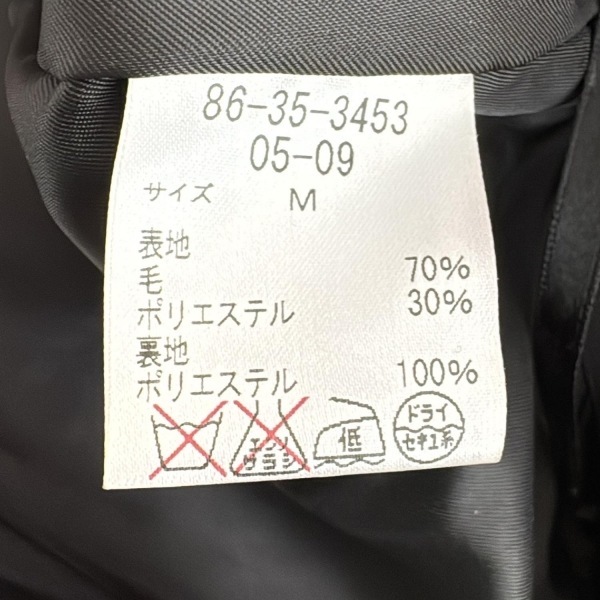 86-35-3453
05-09
サイズ M
表地
毛 70%
ポリエステル 30%
裏地
ポリエステル 100%
エンソ サラシ
低
ドライ
セキユ系